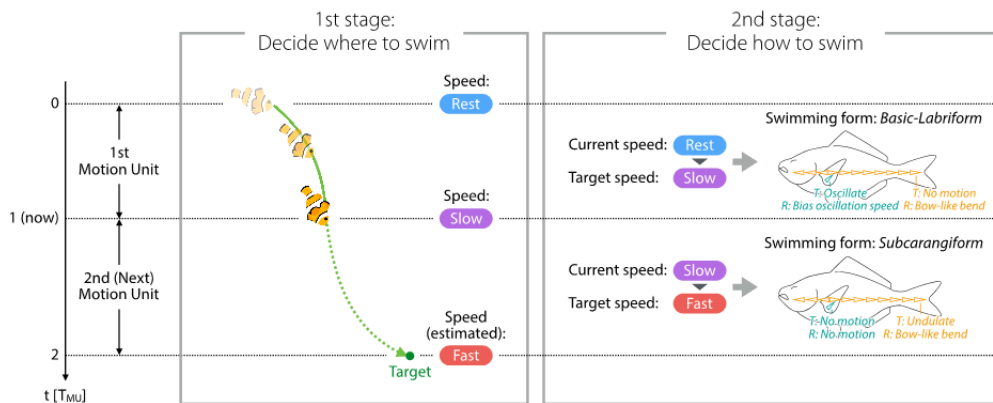 1st stage:
Decide where to swim
2nd stage:
Decide how to swim
0
1st
Motion Unit
1 (now)
2nd (Next)
Motion Unit
2
t [TMU]
Speed:
Rest
Speed:
Slow
Speed
(estimated):
Fast
Target
Swimming form: Basic-Labriform
Current speed: Rest
Target speed: Slow
T: Oscillate
R: Bias oscillation speed
T: No motion
R: Bow-like bend
Swimming form: Subcarangiform
Current speed: Slow
Target speed: Fast
T: No motion
R: No motion
T: Undulate
R: Bow-like bend